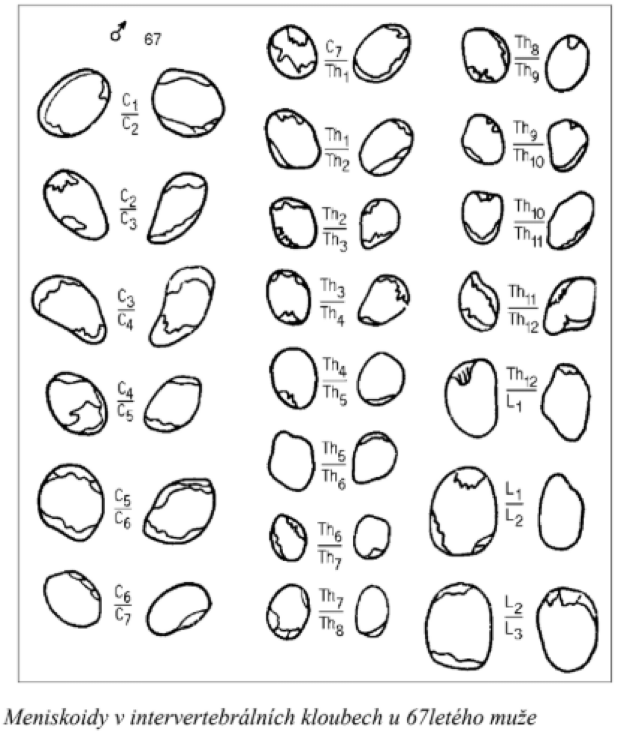 ♂ 67
C1
C2
C2
C3
C3
C4
C4
C5
C5
C6
C6
C7
C7
Th1
Th1
Th2
Th2
Th3
Th3
Th4
Th4
Th5
Th5
Th6
Th6
Th7
Th7
Th8
Th8
Th9
Th9
Th10
Th10
Th11
Th11
Th12
Th12
L1
L1
L2
L2
L3
Meniskoidy v intervertebrálních kloubech u 67letého muže